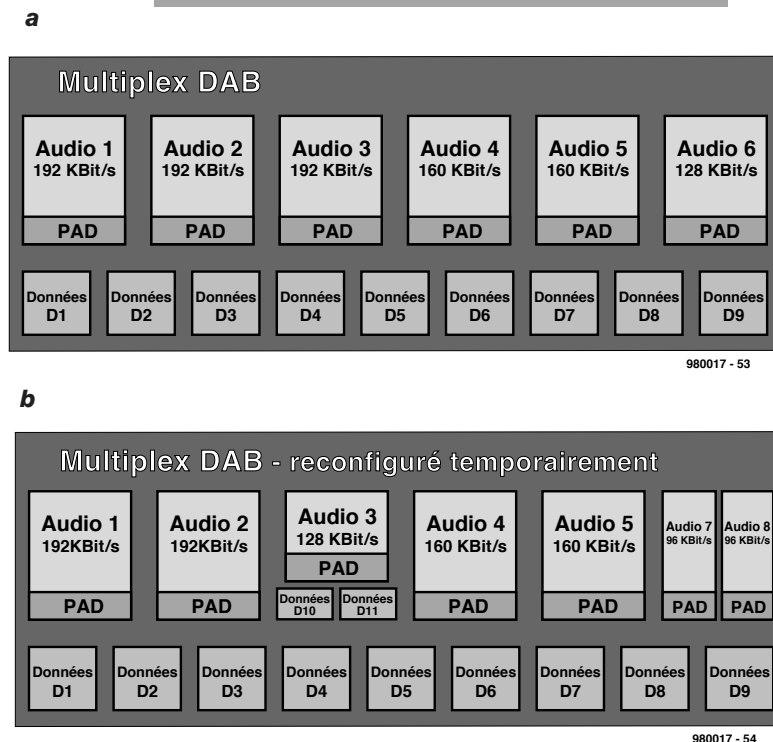 a
Multiplex DAB
Audio 1 Audio 2 Audio 3 Audio 4 Audio 5 Audio 6
192 KBit/s 192 KBit/s 192 KBit/s 160 KBit/s 160 KBit/s 128 KBit/s
PAD PAD PAD PAD PAD PAD
Données Données Données Données Données Données Données Données Données
D1 D2 D3 D4 D5 D6 D7 D8 D9
980017 - 53
b
Multiplex DAB - reconfiguré temporairement
Audio 1 Audio 2 Audio 3 Audio 4 Audio 5 Audio 7 Audio 8
192KBit/s 192KBit/s 128 KBit/s 160 KBit/s 160 KBit/s 96 KBit/s 96 KBit/s
PAD
PAD PAD Données Données PAD PAD PAD PAD
D10 D11
Données Données Données Données Données Données Données Données Données
D1 D2 D3 D4 D5 D6 D7 D8 D9
980017 - 54